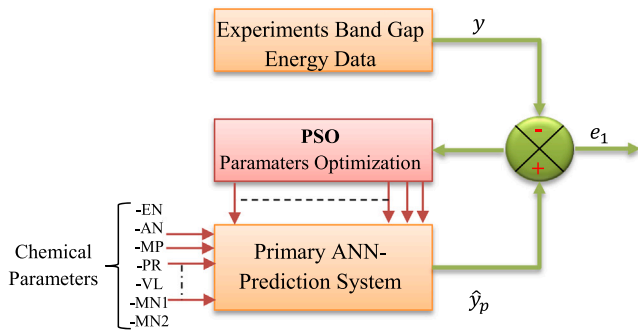 Experiments Band Gap
Energy Data
y
-
+
e₁
PSO
Paramaters Optimization
Chemical
Parameters
-EN
-AN
-MP
-PR
-VL
-MN1
-MN2
Primary ANN-
Prediction System
ŷₚ